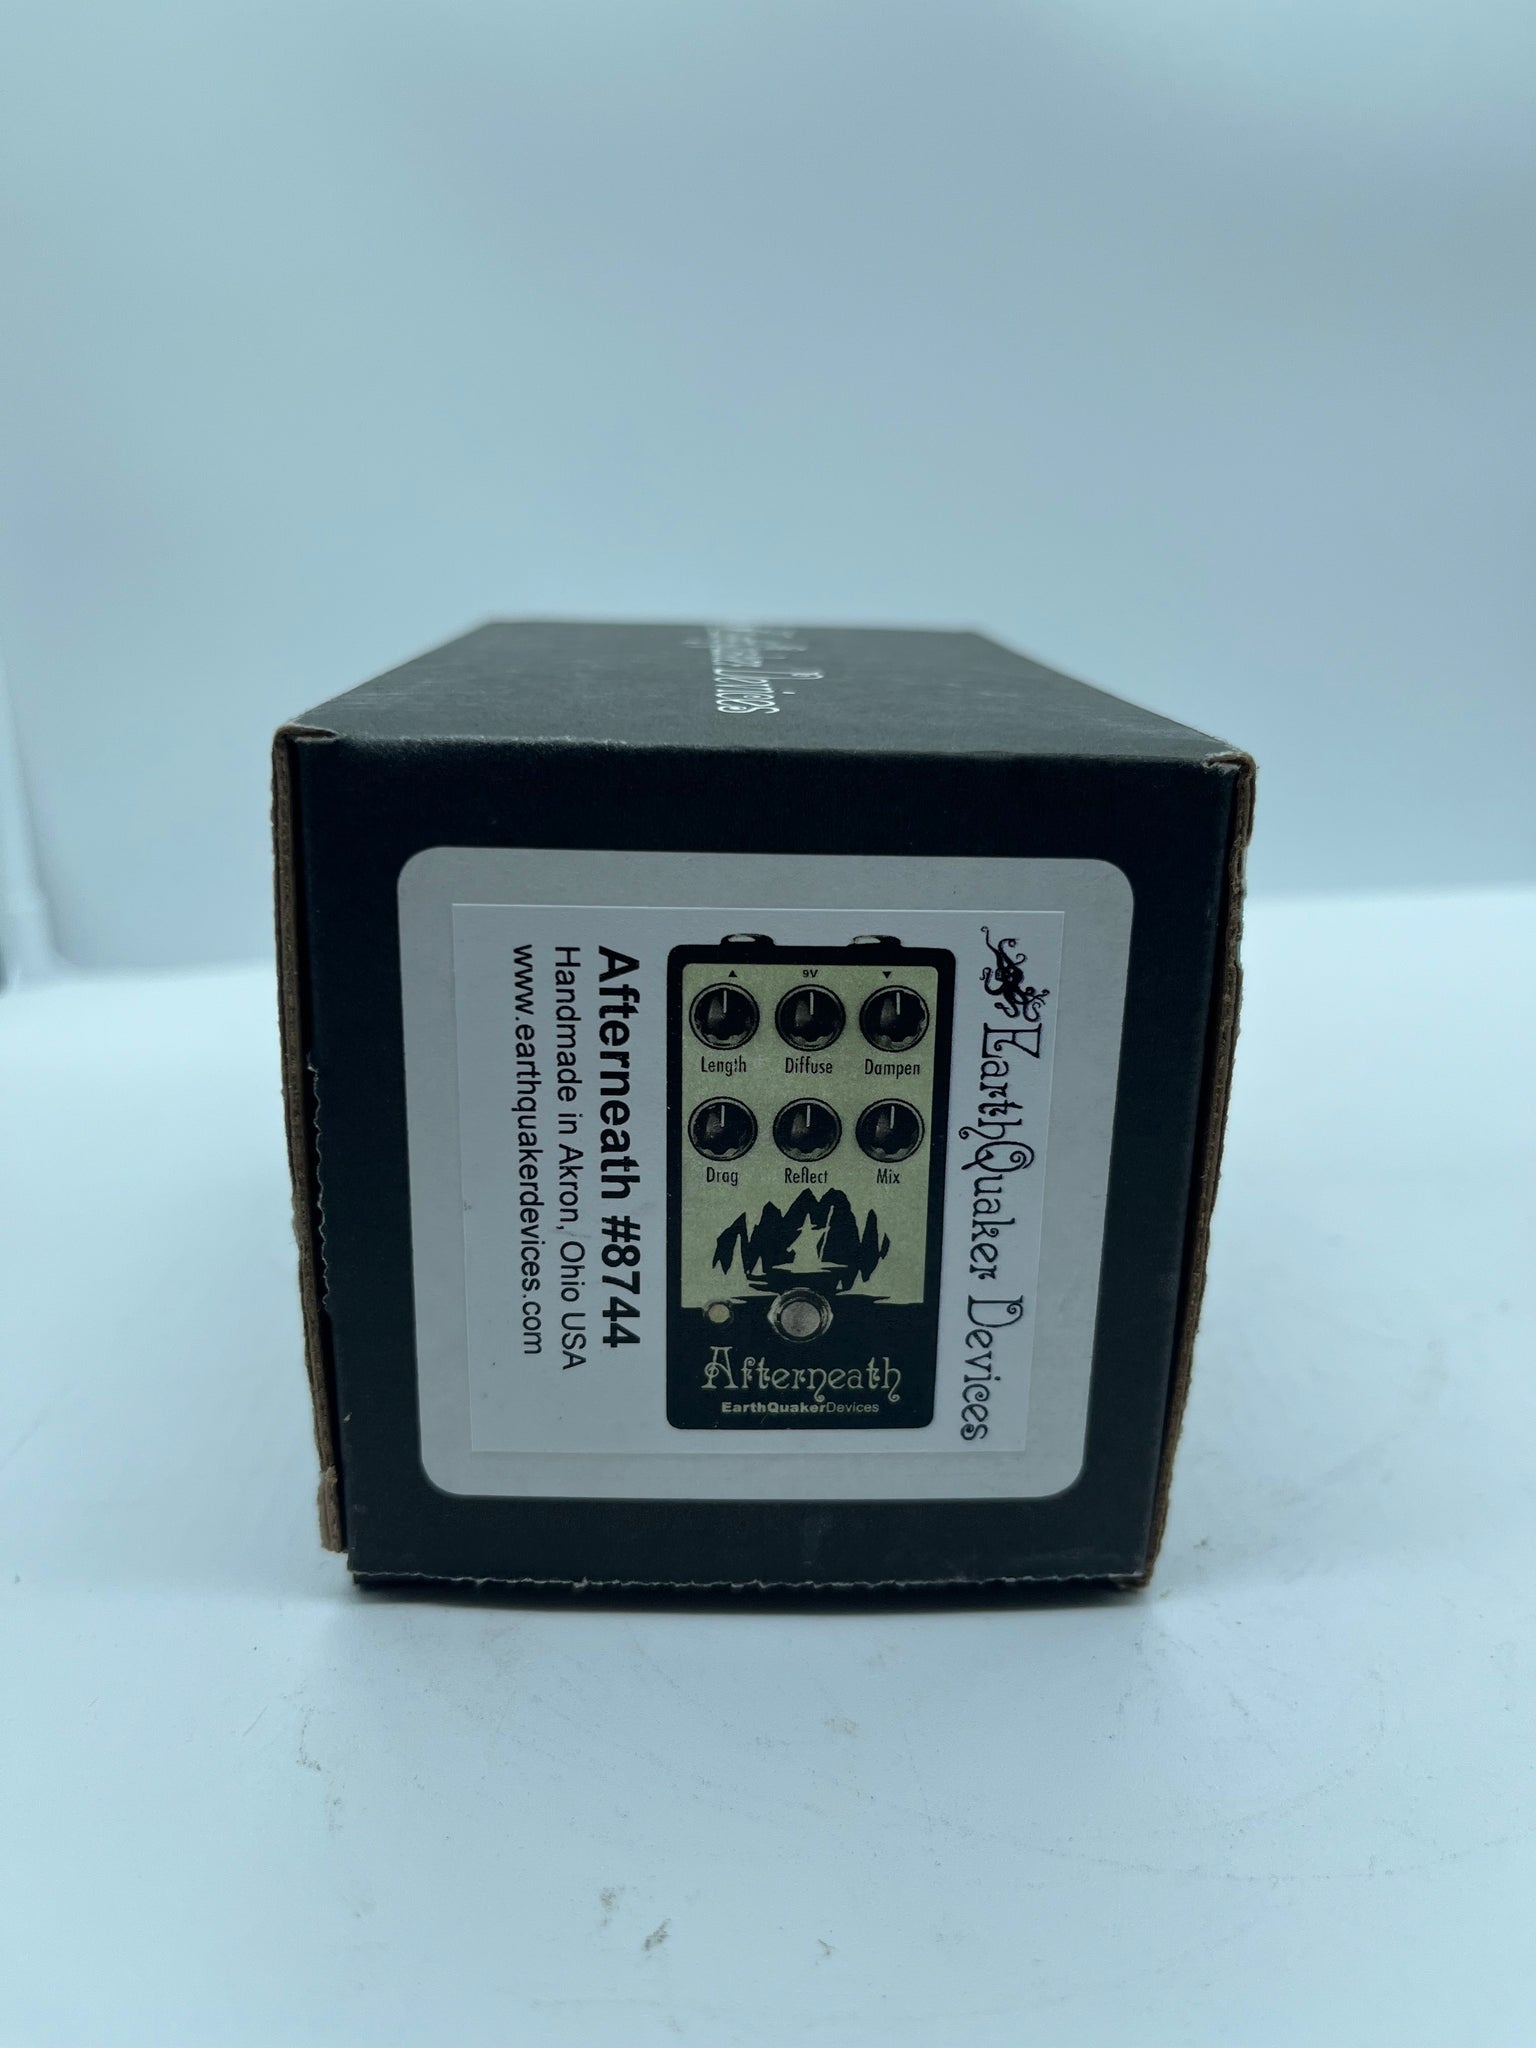 Devices
EarthQuaker Devices
9V
Length Diffuse Dampen
Drag Reflect Mix
Afterneath
EarthQuakerDevices
Afterneath #8744
Handmade in Akron, Ohio USA
www.earthquakerdevices.com